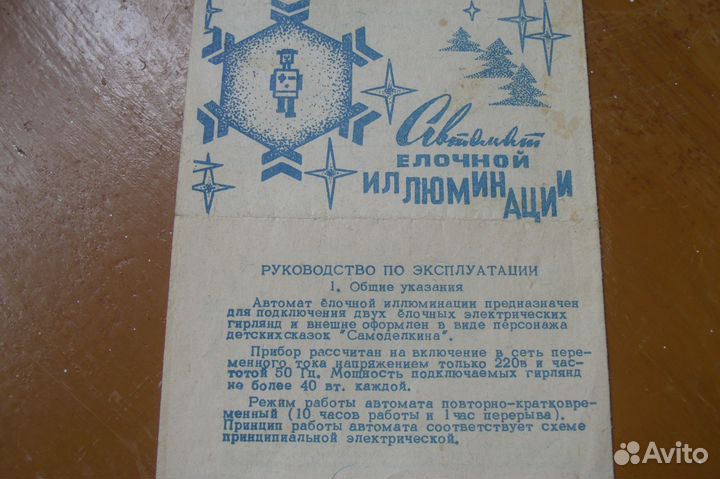 Автомат
ЕЛОЧНОЙ
ИЛЛЮМИНАЦИИ
РУКОВОДСТВО ПО ЭКСПЛУАТАЦИИ
1. Общие указания
Автомат ёлочной иллюминации предназначен
для подключения двух ёлочных электрических
гирлянд и внешне оформлен в виде персонажа
детских сказок "Самоделкина".
Прибор рассчитан на включение в сеть пере-
менного тока напряжением только 220в и час-
тотой 50 Гц. Мощность подключаемых гирлянд
не более 40 вт. каждой.
Режим работы автомата повторно-кратковре-
менный (10 часов работы и 1 час перерыва).
Принцип работы автомата соответствует схеме
принципиальной электрической.
Avito